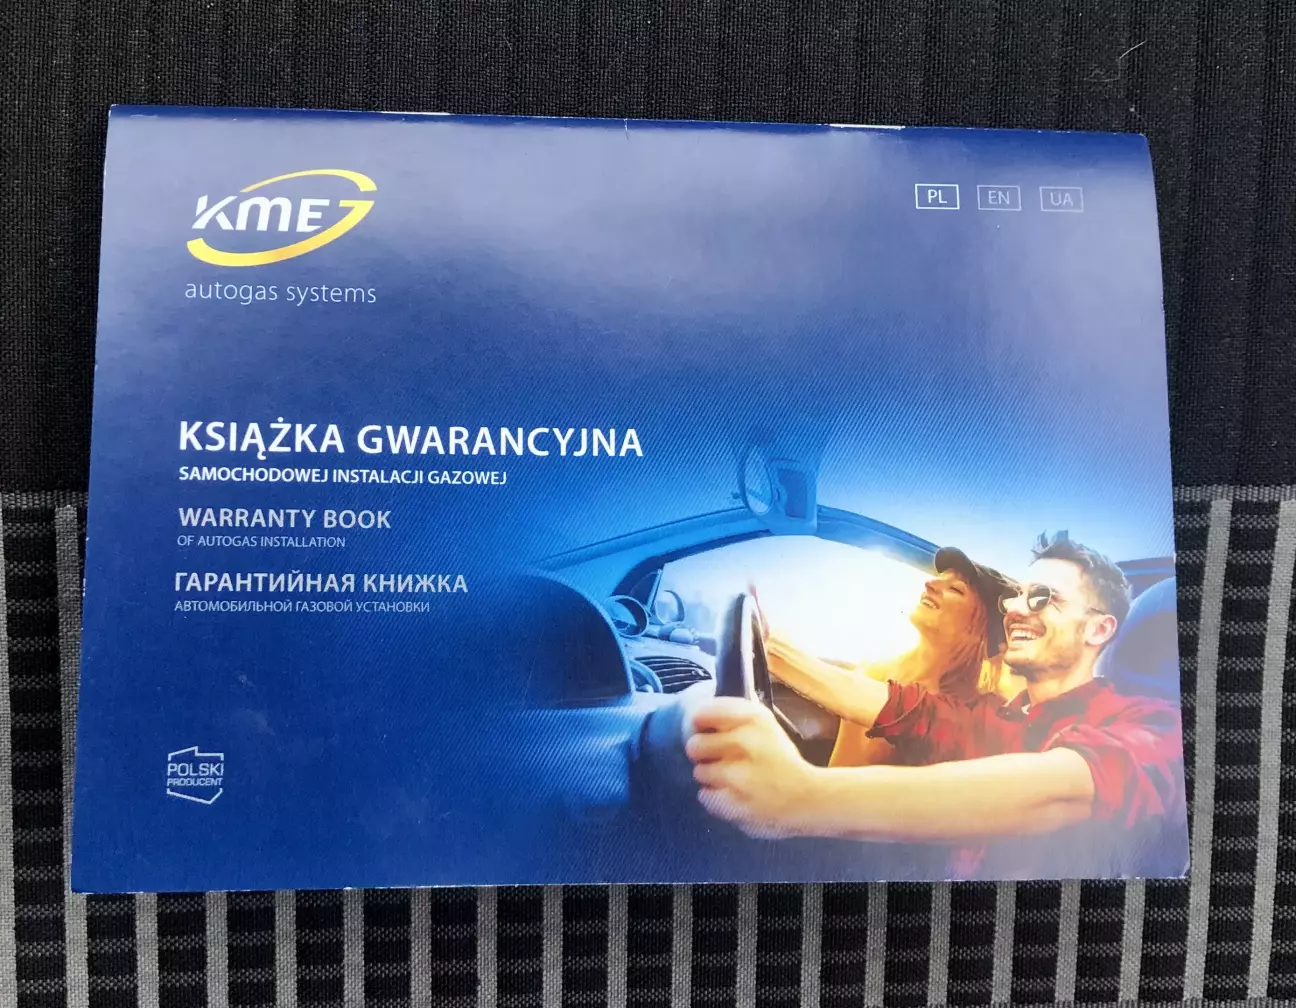 KME
autogas systems
PL EN UA
KSIĄŻKA GWARANCYJNA
SAMOCHODOWEJ INSTALACJI GAZOWEJ
WARRANTY BOOK
OF AUTOGAS INSTALLATION
ГАРАНТИЙНАЯ КНИЖКА
АВТОМОБИЛЬНОЙ ГАЗОВОЙ УСТАНОВКИ
POLSKI
PRODUCENT